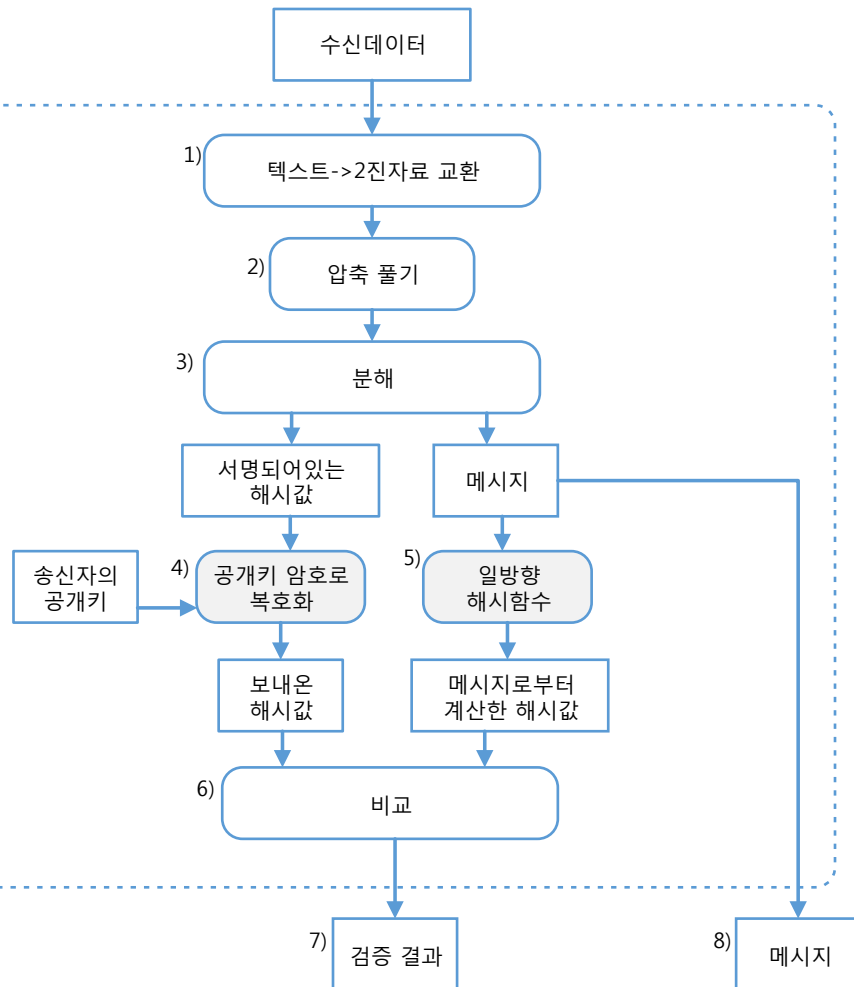 수신데이터
1)
텍스트->2진자료 교환
2)
압축 풀기
3)
분해
서명되어있는
해시값
메시지
송신자의
공개키
4)
공개키 암호로
복호화
5)
일방향
해시함수
보내온
해시값
메시지로부터
계산한 해시값
6)
비교
7)
검증 결과
8)
메시지